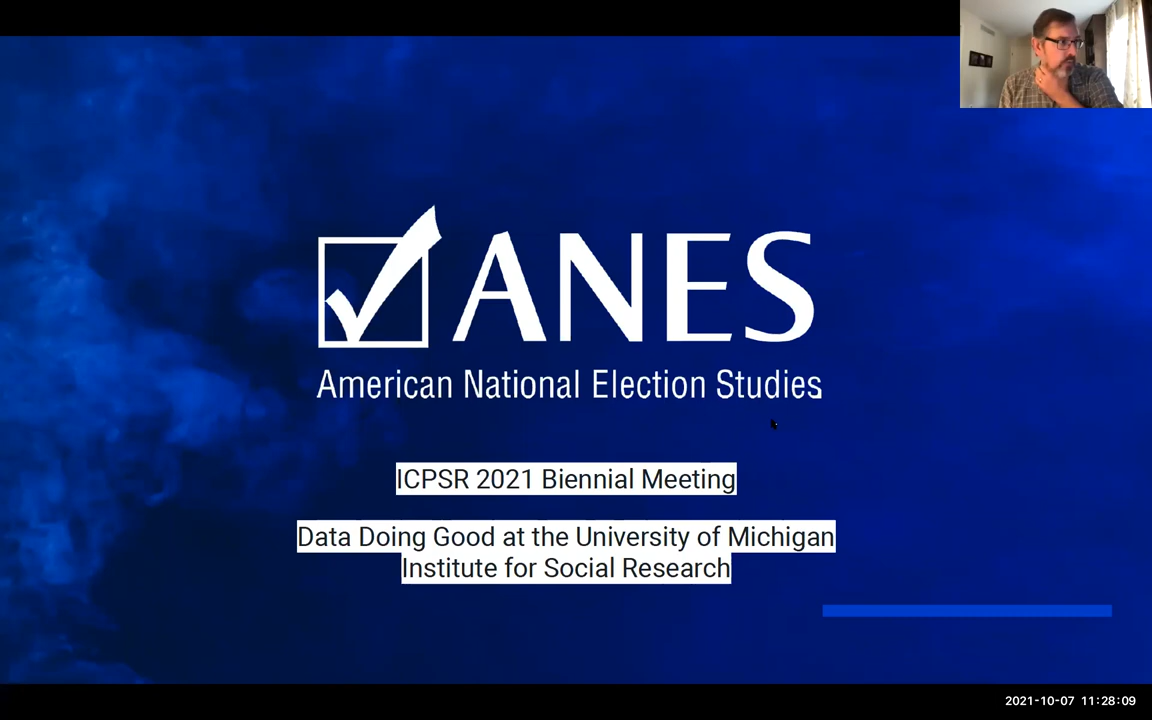 ANES
American National Election Studies
ICPSR 2021 Biennial Meeting
Data Doing Good at the University of Michigan
Institute for Social Research
2021-10-07 11:28:09